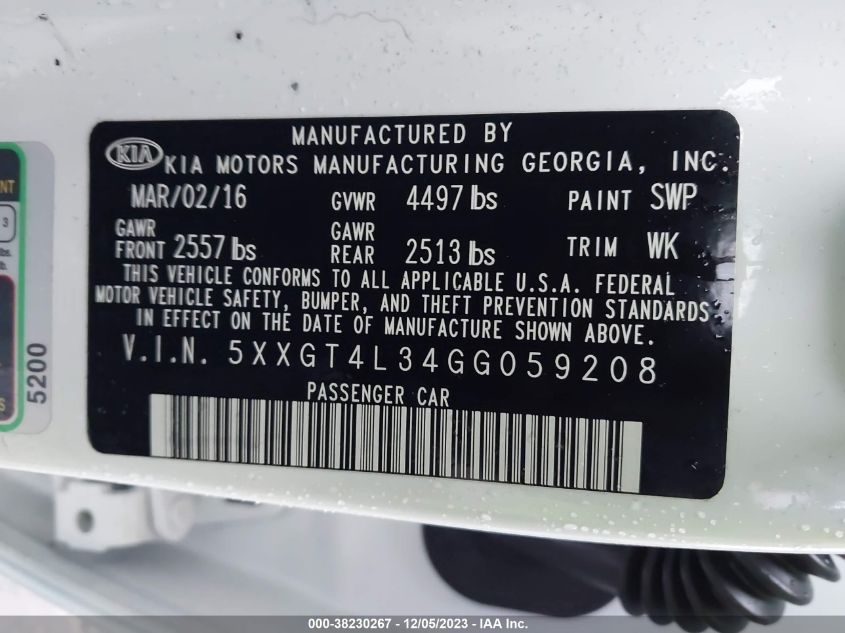 MANUFACTURED BY
KIA KIA MOTORS MANUFACTURING GEORGIA, INC.
MAR/02/16 GVWR 4497 lbs PAINT SWP
GAWR FRONT 2557 lbs GAWR REAR 2513 lbs TRIM WK
THIS VEHICLE CONFORMS TO ALL APPLICABLE U.S.A. FEDERAL
MOTOR VEHICLE SAFETY, BUMPER, AND THEFT PREVENTION STANDARDS
IN EFFECT ON THE DATE OF MANUFACTURE SHOWN ABOVE.
V.I.N. 5XXGT4L34GG059208
PASSENGER CAR
NT
3
5200
000-38230267 - 12/05/2023 - IAA Inc.